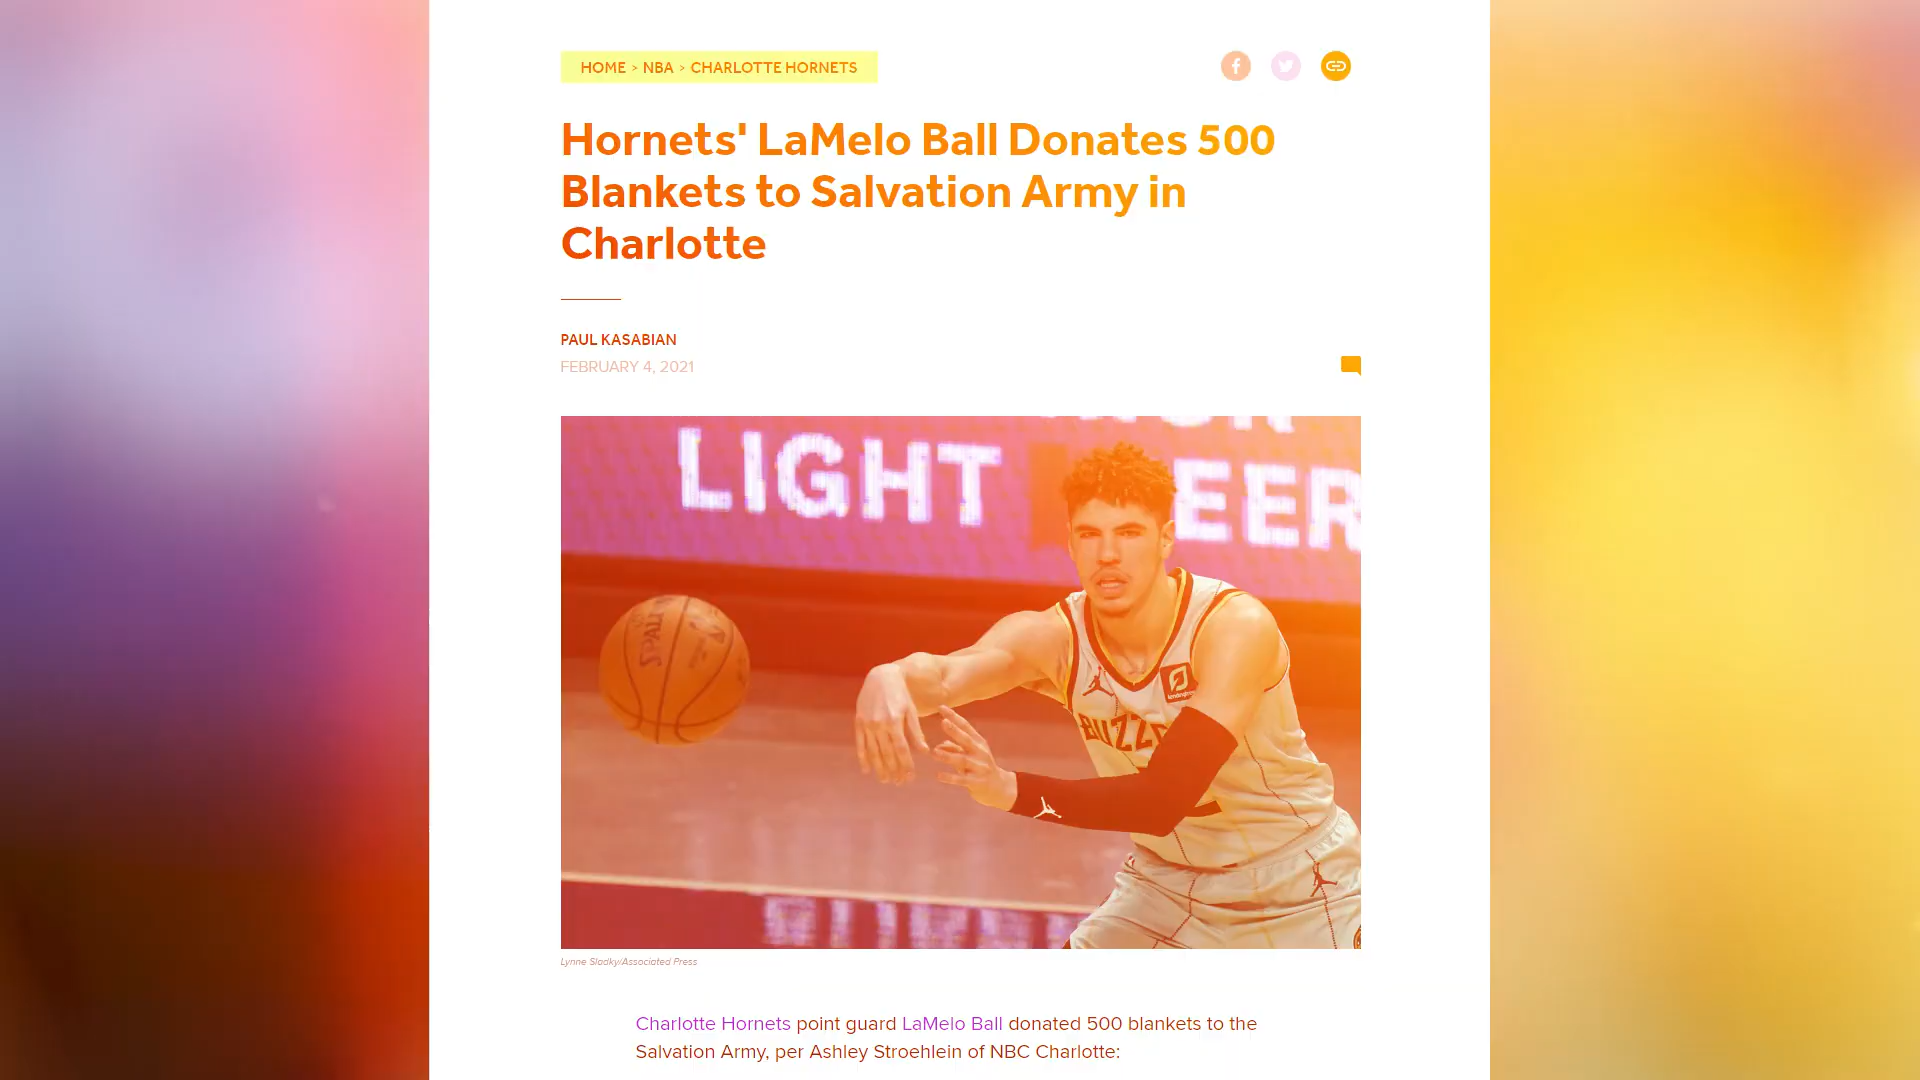 HOME > NBA > CHARLOTTE HORNETS
Hornets' LaMelo Ball Donates 500
Blankets to Salvation Army in
Charlotte
PAUL KASABIAN
FEBRUARY 4, 2021
LIGHT
EER
SPAL
BUZZ
Lynne Sladky/Associated Press
Charlotte Hornets point guard LaMelo Ball donated 500 blankets to the
Salvation Army, per Ashley Stroehlein of NBC Charlotte: